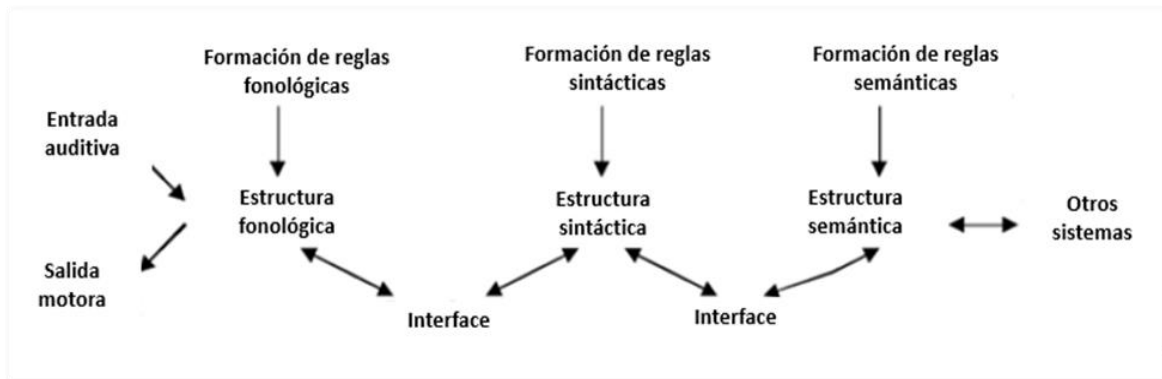 Formación de reglas
fonológicas
Formación de reglas
sintácticas
Formación de reglas
semánticas
Entrada
auditiva
Estructura
fonológica
Estructura
sintáctica
Estructura
semántica
Otros
sistemas
Salida
motora
Interface
Interface